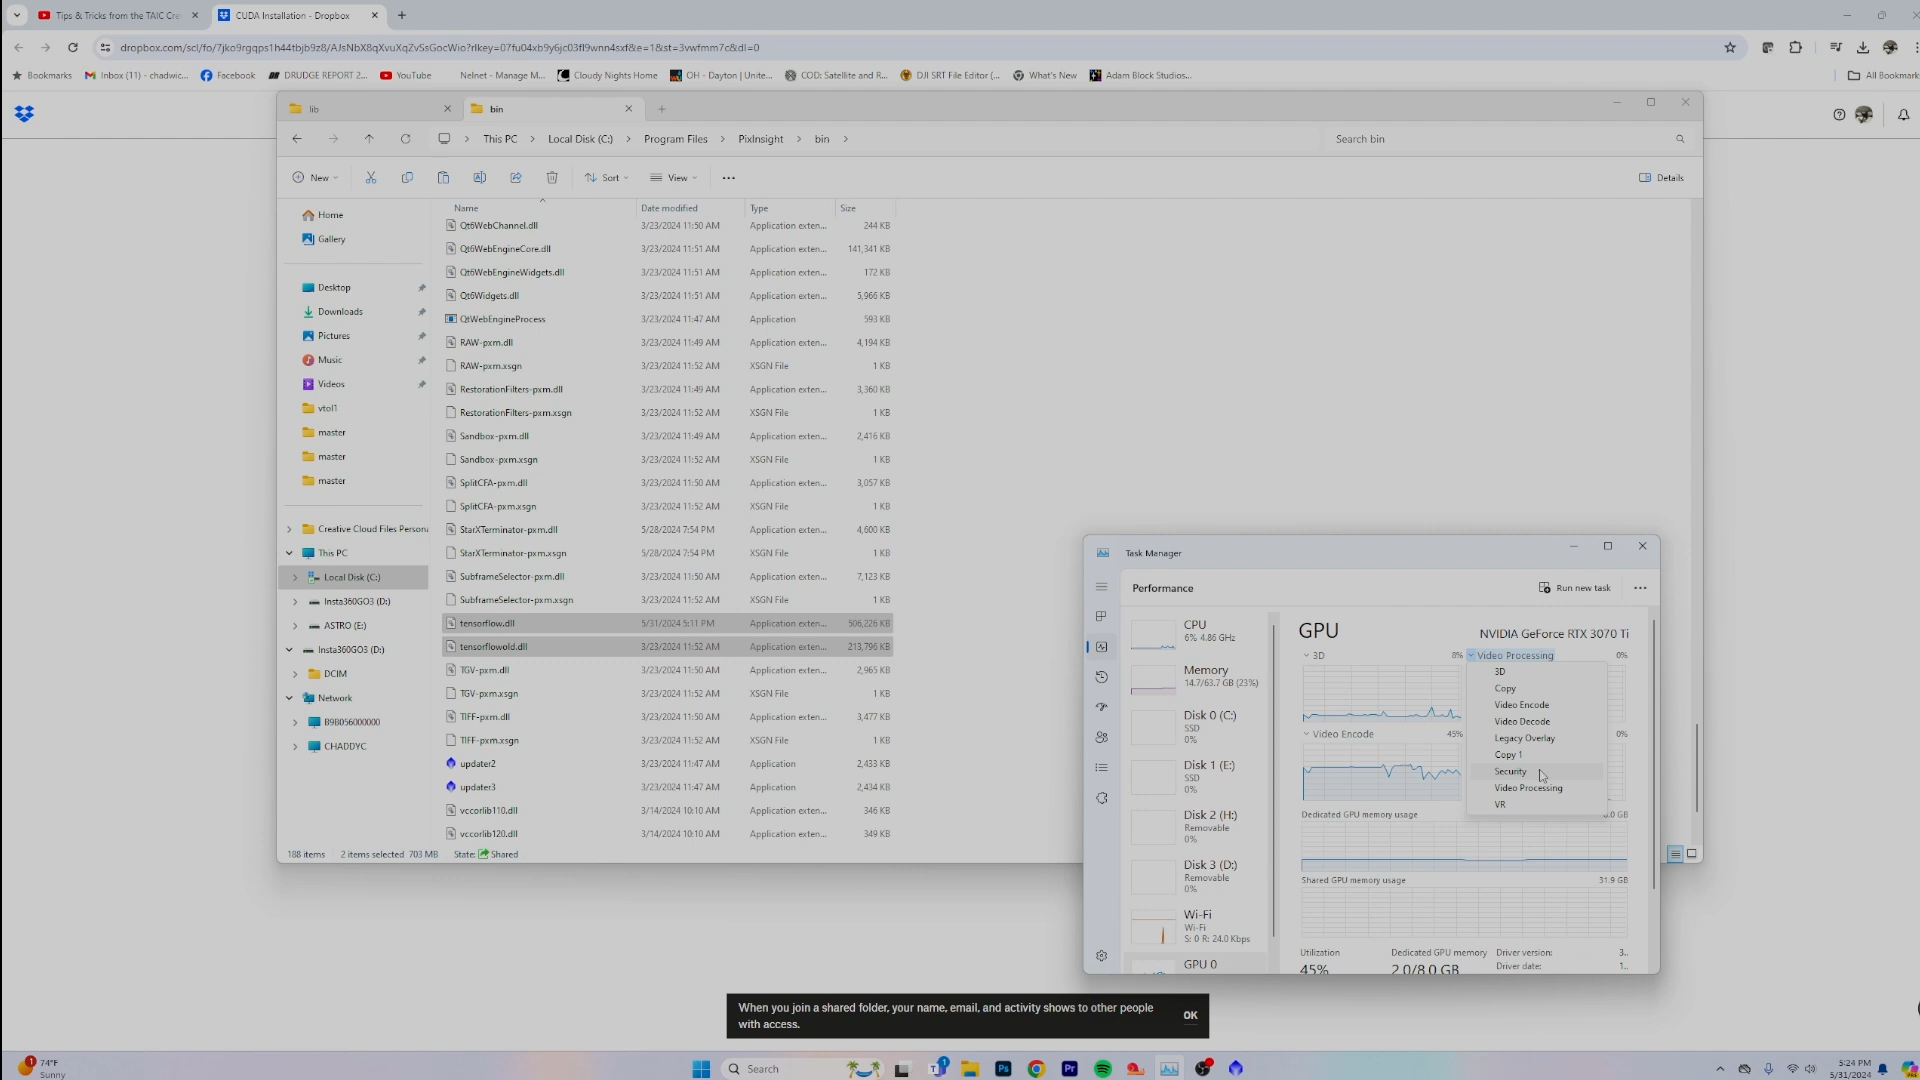 Tips & Tricks from the TAIC Cre
CUDA Installation - Dropbox
dropbox.com/scl/fo/7jko9rgqps1h44tbjb9z8/AJsNbX8qXvuXqZvSsGocWio?rlkey=07fu04xb9y6jc03fl9wnn4sxf&e=1&st=3vwfmm7c&dl=0
Bookmarks
Inbox (11) - chadwic...
Facebook
DRUDGE REPORT 2...
YouTube
Nelnet - Manage M...
Cloudy Nights Home
OH - Dayton | Unite...
COD: Satellite and R...
DJI SRT File Editor (...
What's New
Adam Block Studios...
All Bookmark
lib
bin
This PC > Local Disk (C:) > Program Files > PixInsight > bin >
Search bin
New
Sort
View
Details
Name Date modified Type Size
Home
Gallery
Desktop
Downloads
Pictures
Music
Videos
vtol1
master
master
master
Creative Cloud Files Persona
This PC
Local Disk (C:)
Insta360GO3 (D:)
ASTRO (E:)
Insta360GO3 (D:)
DCIM
Network
B9B056000000
CHADDYC
Qt6WebChannel.dll 3/23/2024 11:50 AM Application exten... 244 KB
Qt6WebEngineCore.dll 3/23/2024 11:51 AM Application exten... 141,341 KB
Qt6WebEngineWidgets.dll 3/23/2024 11:51 AM Application exten... 172 KB
Qt6Widgets.dll 3/23/2024 11:51 AM Application exten... 5,966 KB
QtWebEngineProcess 3/23/2024 11:47 AM Application 593 KB
RAW-pxm.dll 3/23/2024 11:49 AM Application exten... 4,194 KB
RAW-pxm.xsgn 3/23/2024 11:52 AM XSGN File 1 KB
RestorationFilters-pxm.dll 3/23/2024 11:49 AM Application exten... 3,360 KB
RestorationFilters-pxm.xsgn 3/23/2024 11:52 AM XSGN File 1 KB
Sandbox-pxm.dll 3/23/2024 11:49 AM Application exten... 2,416 KB
Sandbox-pxm.xsgn 3/23/2024 11:52 AM XSGN File 1 KB
SplitCFA-pxm.dll 3/23/2024 11:50 AM Application exten... 3,057 KB
SplitCFA-pxm.xsgn 3/23/2024 11:52 AM XSGN File 1 KB
StarXTerminator-pxm.dll 5/28/2024 7:54 PM Application exten... 4,600 KB
StarXTerminator-pxm.xsgn 5/28/2024 7:54 PM XSGN File 1 KB
SubframeSelector-pxm.dll 3/23/2024 11:50 AM Application exten... 7,123 KB
SubframeSelector-pxm.xsgn 3/23/2024 11:52 AM XSGN File 1 KB
tensorflow.dll 5/31/2024 5:11 PM Application exten... 506,226 KB
tensorflowold.dll 3/23/2024 11:52 AM Application exten... 213,796 KB
TGV-pxm.dll 3/23/2024 11:50 AM Application exten... 2,965 KB
TGV-pxm.xsgn 3/23/2024 11:52 AM XSGN File 1 KB
TIFF-pxm.dll 3/23/2024 11:50 AM Application exten... 3,477 KB
TIFF-pxm.xsgn 3/23/2024 11:52 AM XSGN File 1 KB
updater2 3/23/2024 11:47 AM Application 2,433 KB
updater3 3/23/2024 11:47 AM Application 2,434 KB
vccorlib110.dll 3/14/2024 10:10 AM Application exten... 346 KB
vccorlib120.dll 3/14/2024 10:10 AM Application exten... 349 KB
188 items 2 items selected 703 MB State: Shared
Task Manager
Performance
Run new task
CPU
6% 4.86 GHz
Memory
14.7/63.7 GB (23%)
Disk 0 (C:)
SSD
0%
Disk 1 (E:)
SSD
0%
Disk 2 (H:)
Removable
0%
Disk 3 (D:)
Removable
0%
Wi-Fi
Wi-Fi
S: 0 R: 24.0 Kbps
GPU 0
GPU NVIDIA GeForce RTX 3070 Ti
3D 8% Video Processing 0%
3D
Copy
Video Encode
Video Decode
Legacy Overlay
Copy 1
Security
Video Processing
VR
Video Encode 45% 0%
Dedicated GPU memory usage
Shared GPU memory usage 31.9 GB
Utilization Dedicated GPU memory Driver version: 3..
45% 2.0/8.0 GB Driver date: 1..
When you join a shared folder, your name, email, and activity shows to other people
with access.
OK
1
74°F
Sunny
Search
1
5:24 PM
5/31/2024